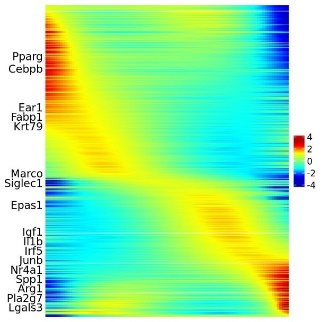 Pparg
Cebpb
Ear1
Fabp1
Krt79
Marco
Siglec1
Epas1
Igf1
Il1b
Irf5
Junb
Nr4a1
Spp1
Arg1
Pla2g7
Lgals3
4
2
0
-2
-4